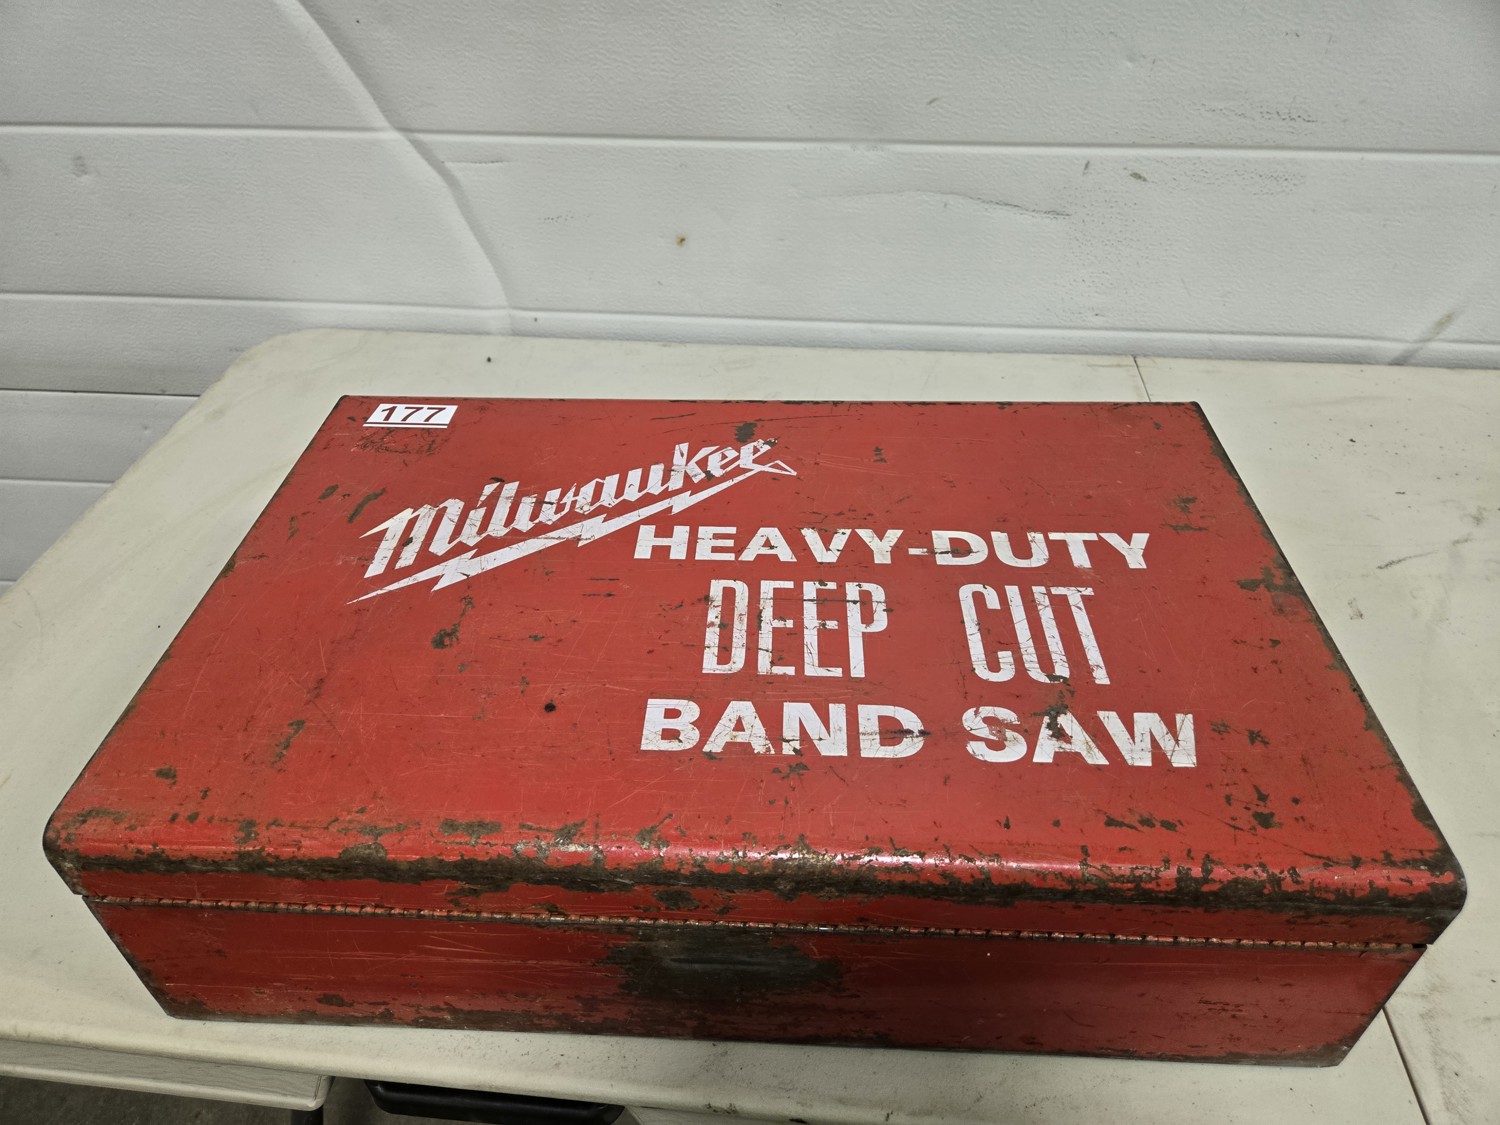 177
Milwaukee
HEAVY-DUTY
DEEP CUT
BAND SAW